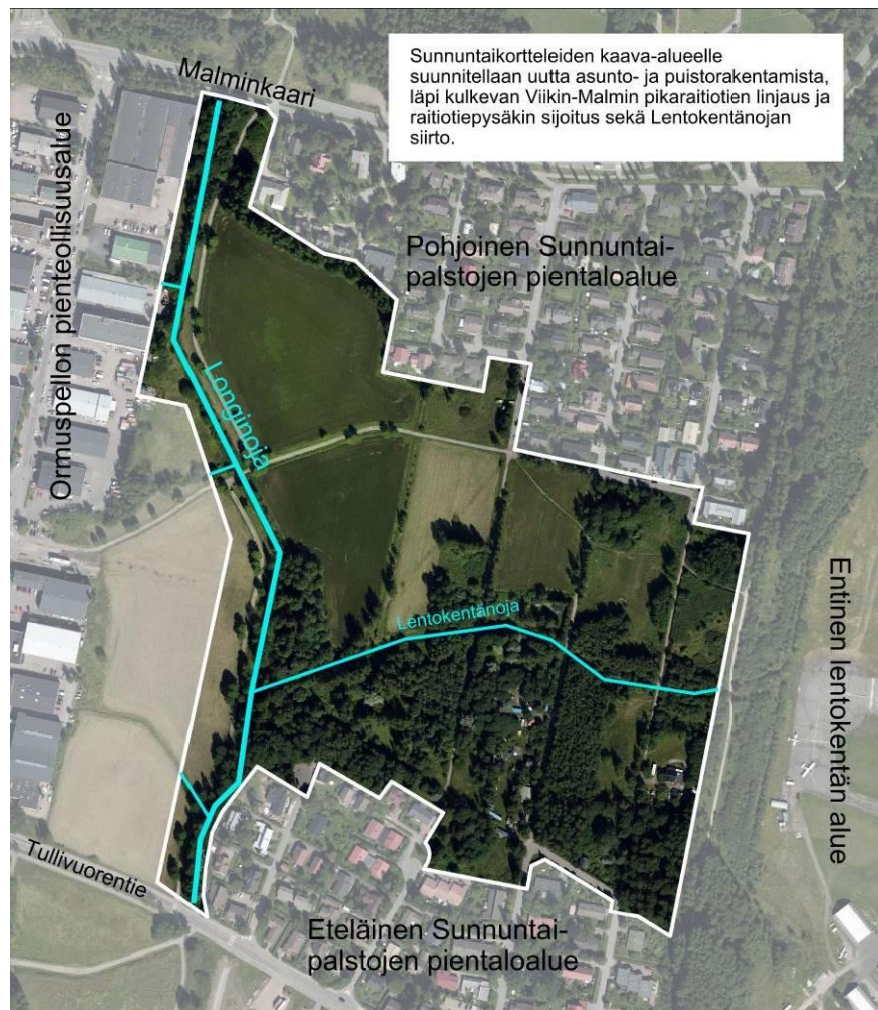 Sunnuntaikortteleiden kaava-alueelle
suunnitellaan uutta asunto- ja puistorakentamista,
läpi kulkevan Viikin-Malmin pikaraitiotien linjaus ja
raitiotiepysäkin sijoitus sekä Lentokentänojan
siirto.
Malminkaari
Ormuspellon pienteollisuusalue
Pohjoinen Sunnuntai-
palstojen pientaloalue
Longinoja
Lentokentänoja
Entinen lentokentän alue
Tullivuorentie
Eteläinen Sunnuntai-
palstojen pientaloalue